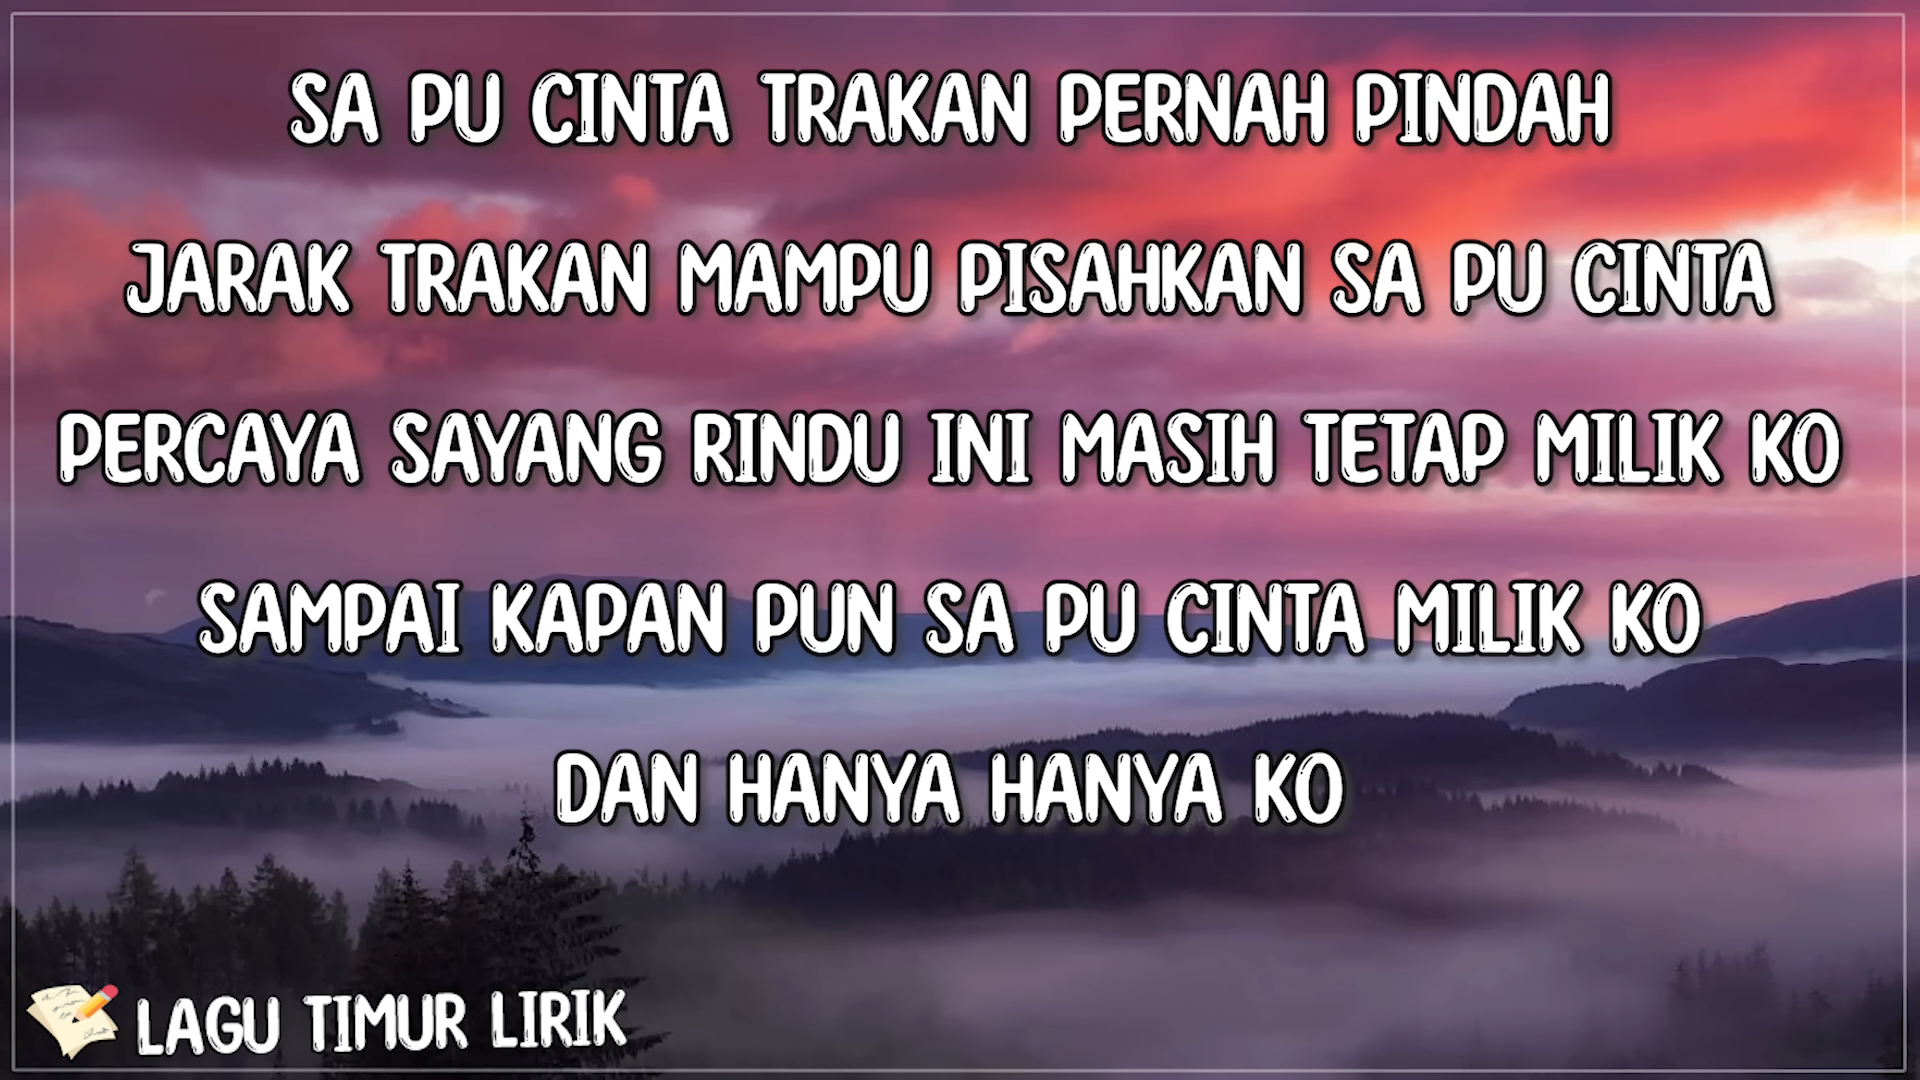 SA PU CINTA TRAKAN PERNAH PINDAH
JARAK TRAKAN MAMPU PISAHKAN SA PU CINTA
PERCAYA SAYANG RINDU INI MASIH TETAP MILIK KO
SAMPAI KAPAN PUN SA PU CINTA MILIK KO
DAN HANYA HANYA KO
LAGU TIMUR LIRIK